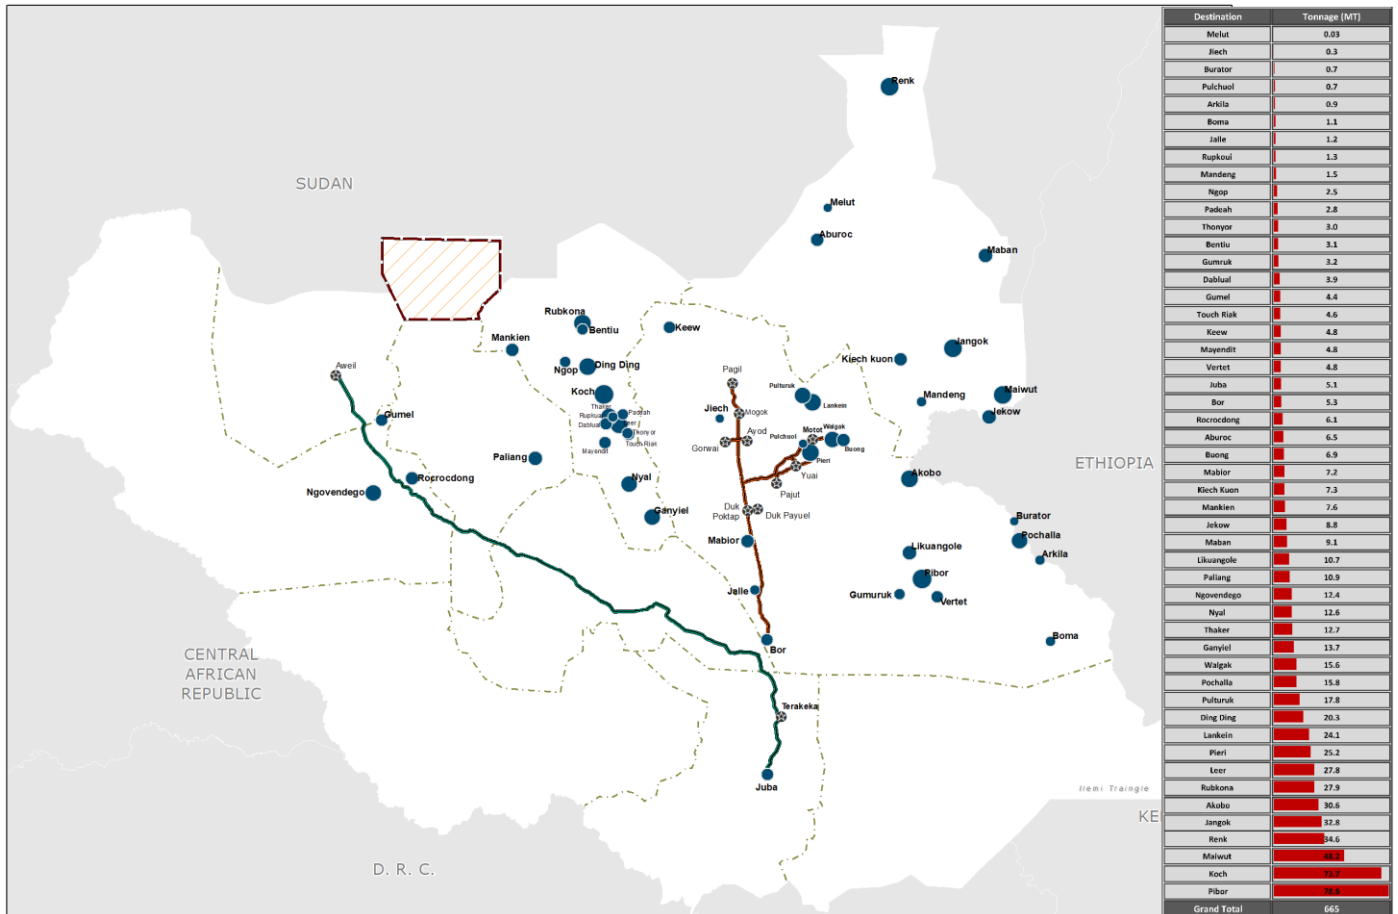 Renk
SUDAN
Melut
Aburoc
Maban
Rubkona
Bentiu
Keew
Mankien
Jangok
Kiech kuon
Ngop
Ding Ding
Aweil
Pagil
Koch
Pulturuk
Lankein
Mandeng
Maiwut
Jekow
Thaker
Rupkuai
Padeah
Jiech
Mogok
Gumel
Dablual
Leer
Thonyor
Touch Riak
Mayendit
Ayod
Gorwai
Pulchuol
Motot
Walgak
Buong
Pieri
Yuai
Pajut
Paliang
ETHIOPIA
Rocrocdong
Ngovendego
Nyal
Akobo
Ganyiel
Duk
Poktap
Duk Payuel
Burator
Pochalla
Arkila
Mabior
Likuangole
Pibor
Jalle
Gumuruk
Vertet
Bor
Boma
CENTRAL
AFRICAN
REPUBLIC
Terakeka
Juba
Ilemi Traingle
KE
D. R. C.
Destination Tonnage (MT)
Melut 0.03
Jiech 0.3
Burator 0.7
Pulchuol 0.7
Arkila 0.9
Boma 1.1
Jalle 1.2
Rupkoui 1.3
Mandeng 1.5
Ngop 2.5
Padeah 2.8
Thonyor 3.0
Bentiu 3.1
Gumruk 3.2
Dablual 3.9
Gumel 4.4
Touch Riak 4.6
Keew 4.8
Mayendit 4.8
Vertet 4.8
Juba 5.1
Bor 5.3
Rocrocdong 6.1
Aburoc 6.5
Buong 6.9
Mabior 7.2
Kiech Kuon 7.3
Mankien 7.6
Jekow 8.8
Maban 9.1
Likuangole 10.7
Paliang 10.9
Ngovendego 12.4
Nyal 12.6
Thaker 12.7
Ganyiel 13.7
Walgak 15.6
Pochalla 15.8
Pulturuk 17.8
Ding Ding 20.3
Lankein 24.1
Pieri 25.2
Leer 27.8
Rubkona 27.9
Akobo 30.6
Jangok 32.8
Renk 34.6
Maiwut 48.2
Koch 73.7
Pibor 78.6
Grand Total 665